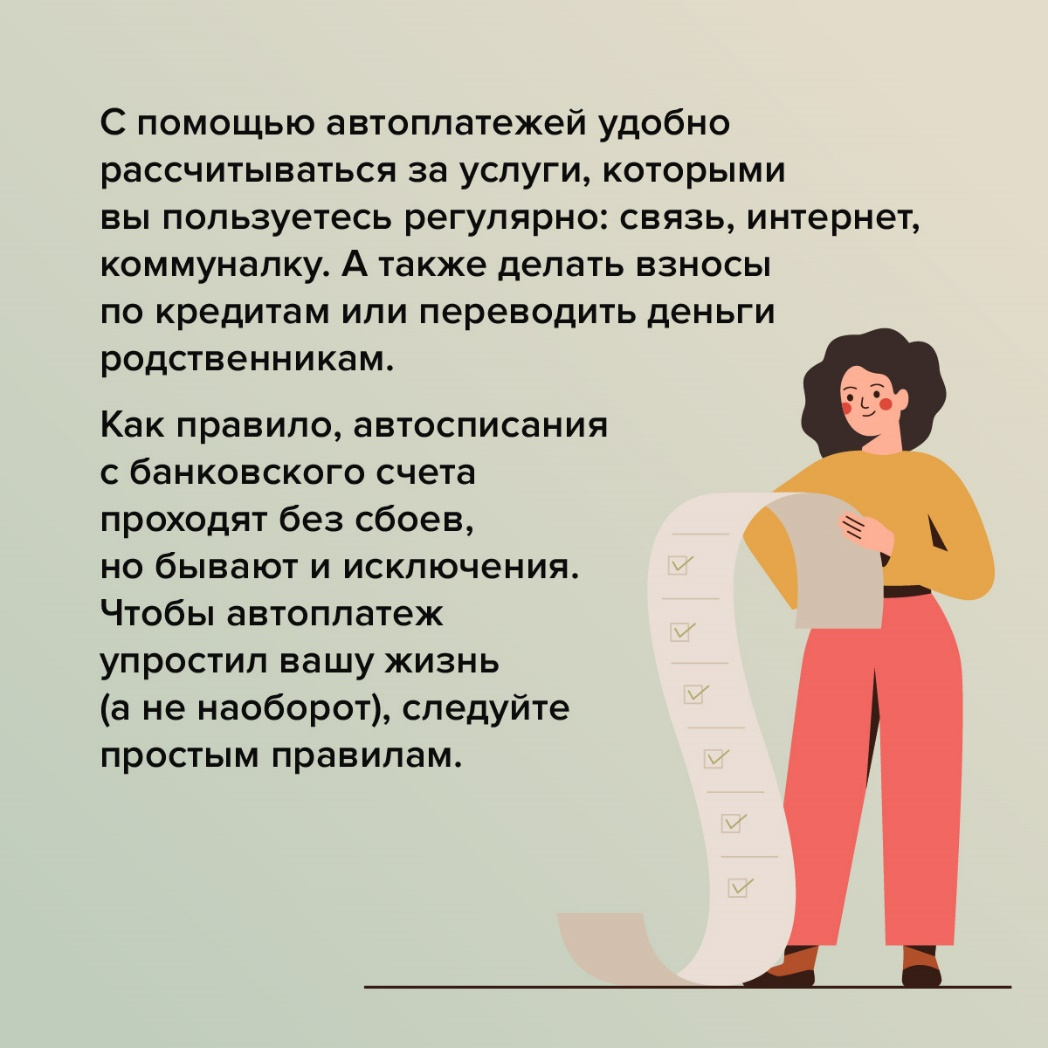 С помощью автоплатежей удобно
рассчитываться за услуги, которыми
вы пользуетесь регулярно: связь, интернет,
коммуналку. А также делать взносы
по кредитам или переводить деньги
родственникам.
Как правило, автосписания
с банковского счета
проходят без сбоев,
но бывают и исключения.
Чтобы автоплатеж
упростил вашу жизнь
(а не наоборот), следуйте
простым правилам.